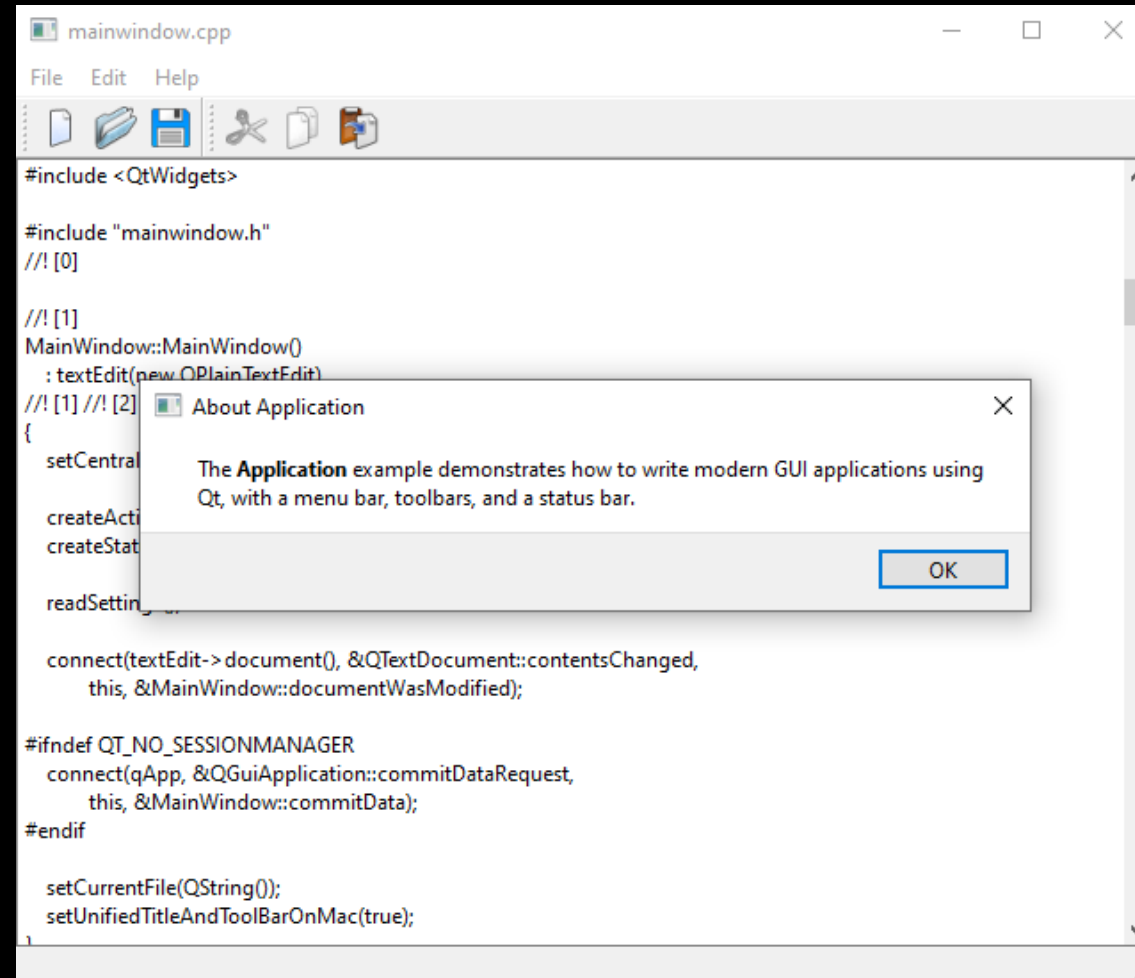 mainwindow.cpp
File Edit Help
#include <QtWidgets>
#include "mainwindow.h"
//! [0]
//! [1]
MainWindow::MainWindow()
: textEdit(new QPlainTextEdit)
//! [1] //! [2]
{
setCentral
createActi
createStat
readSetting
About Application
The Application example demonstrates how to write modern GUI applications using
Qt, with a menu bar, toolbars, and a status bar.
OK
connect(textEdit->document(), &QTextDocument::contentsChanged,
this, &MainWindow::documentWasModified);
#ifndef QT_NO_SESSIONMANAGER
connect(qApp, &QGuiApplication::commitDataRequest,
this, &MainWindow::commitData);
#endif
setCurrentFile(QString());
setUnifiedTitleAndToolBarOnMac(true);
}